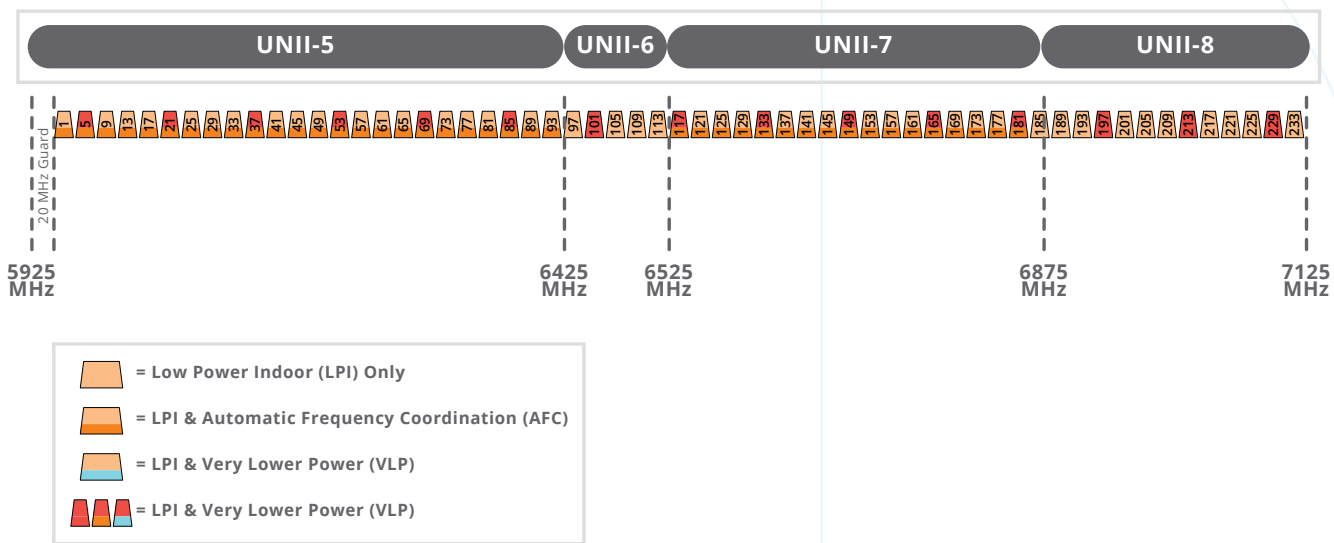 UNII-5 UNII-6 UNII-7 UNII-8
20 MHz Guard
1 5 9 13 17 21 25 29 33 37 41 45 49 53 57 61 65 69 73 77 81 85 89 93 97 101 105 109 113 117 121 125 129 133 137 141 145 149 153 157 161 165 169 173 177 181 185 189 193 197 201 205 209 213 217 221 225 229 233
5925 6425 6525 6875 7125
MHz MHz MHz MHz MHz
= Low Power Indoor (LPI) Only
= LPI & Automatic Frequency Coordination (AFC)
= LPI & Very Lower Power (VLP)
= LPI & Very Lower Power (VLP)